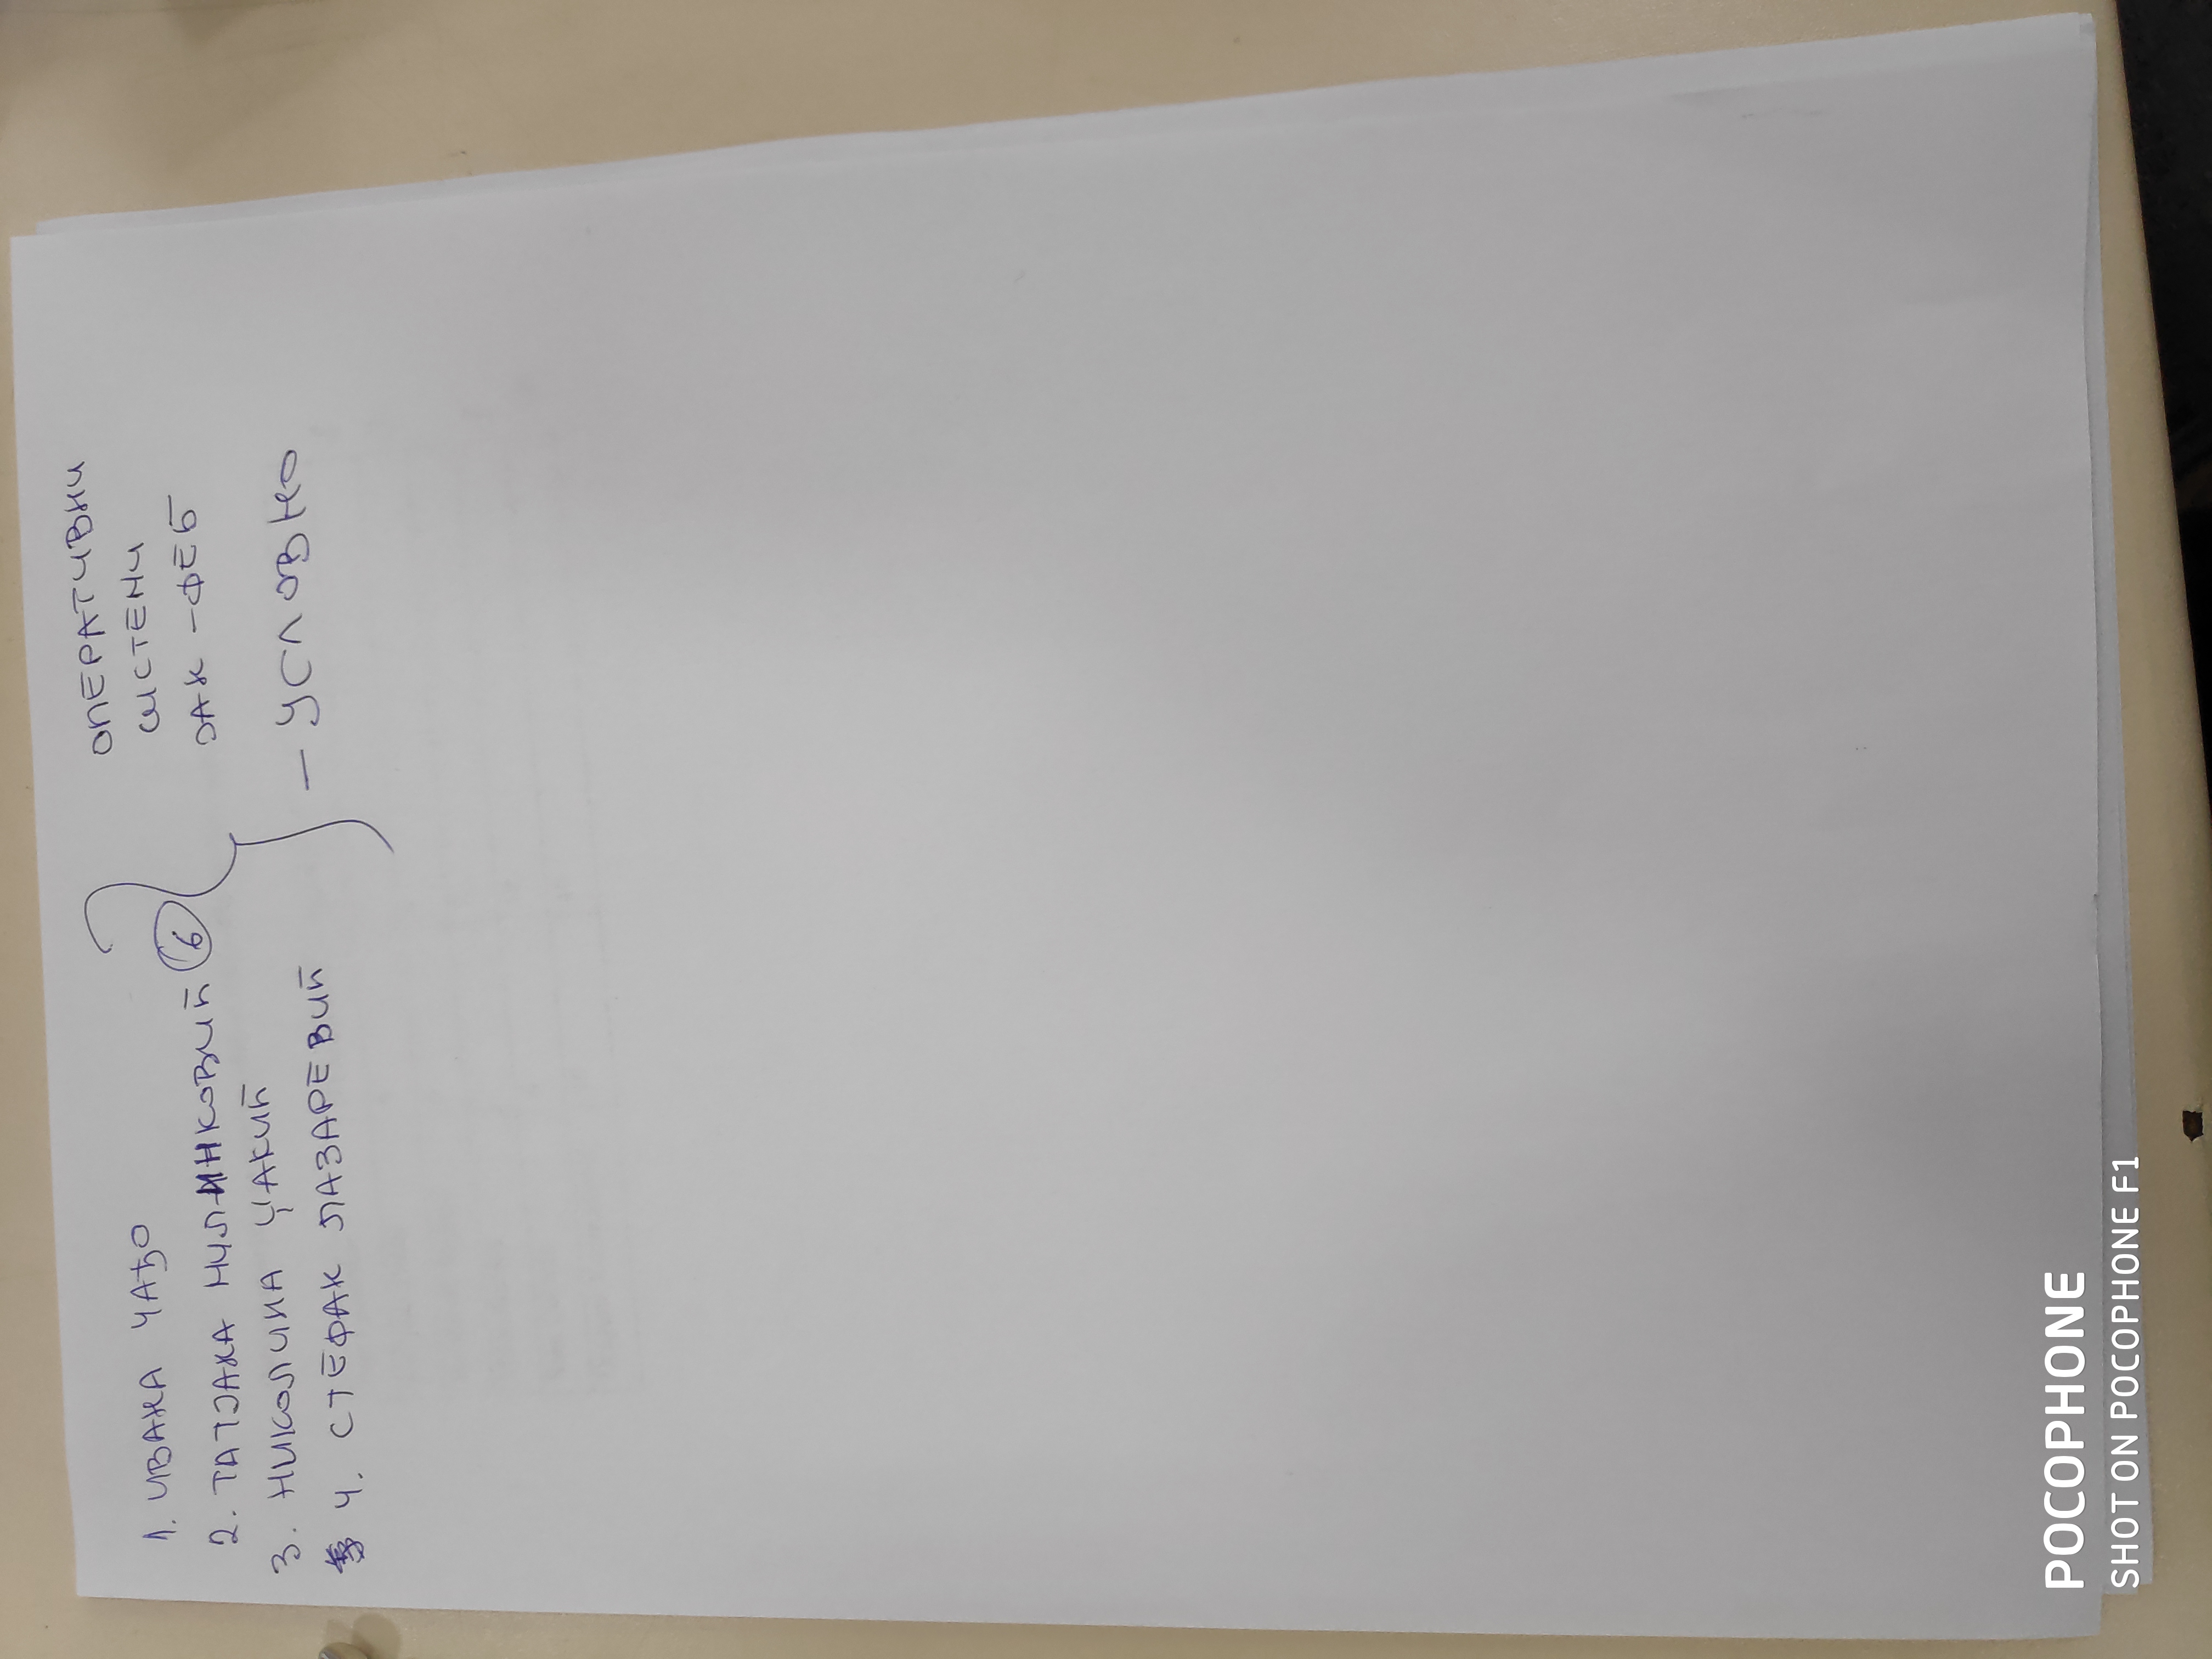 1. ИВАНА ЧАЂО
2. ТАТЈАНА МИЛИНКОВИЋ 6
3. НИКОЛИНА ЏАКИЋ
4. СТЕФАН ЛАЗАРЕВИЋ
ОПЕРАТИВНИ
СИСТЕМИ
ЈАН - ФЕБ
- УСЛОВНО
POCOPHONE
SHOT ON POCOPHONE F1